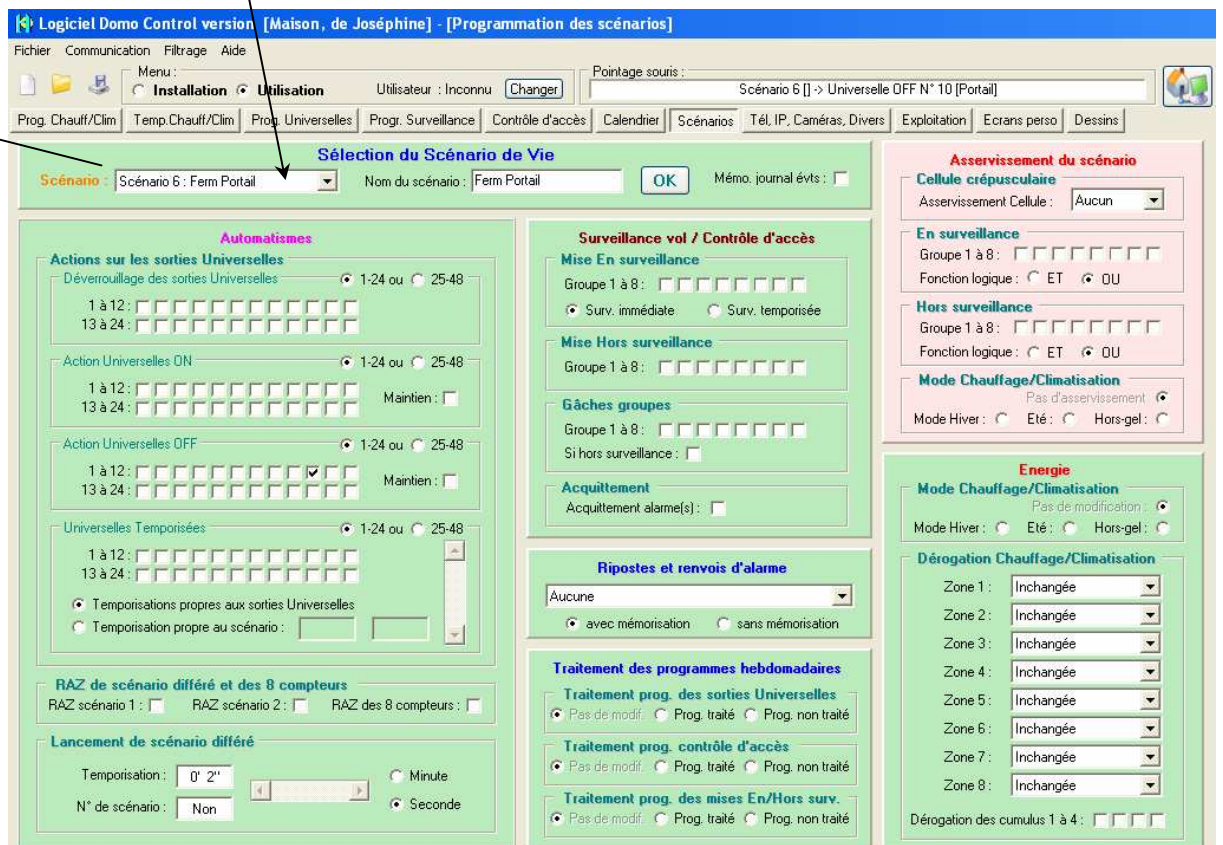 Logiciel Domo Control version [Maison, de Joséphine] - [Programmation des scénarios]
Fichier Communication Filtrage Aide
Menu :
Installation Utilisation
Utilisateur : Inconnu Changer
Pointage souris :
Scénario 6 [] -> Universelle OFF N° 10 [Portail]
Prog. Chauff/Clim Temp.Chauff/Clim Prog. Universelles Progr. Surveillance Contrôle d'accès Calendrier Scénarios Tél, IP, Caméras, Divers Exploitation Ecrans perso Dessins
Sélection du Scénario de Vie
Scénario : Scénario 6 : Ferm Portail Nom du scénario : Ferm Portail OK Mémo. journal évts :
Automatismes
Actions sur les sorties Universelles
Déverrouillage des sorties Universelles 1-24 ou 25-48
1 à 12 :
13 à 24 :
Action Universelles ON 1-24 ou 25-48
1 à 12 :
13 à 24 :
Maintien :
Action Universelles OFF 1-24 ou 25-48
1 à 12 :
13 à 24 :
Maintien :
Universelles Temporisées 1-24 ou 25-48
1 à 12 :
13 à 24 :
Temporisations propres aux sorties Universelles
Temporisation propre au scénario :
RAZ de scénario différé et des 8 compteurs
RAZ scénario 1 : RAZ scénario 2 : RAZ des 8 compteurs :
Lancement de scénario différé
Temporisation : 0' 2'' Minute
N° de scénario : Non Seconde
Surveillance vol / Contrôle d'accès
Mise En surveillance
Groupe 1 à 8 :
Surv. immédiate Surv. temporisée
Mise Hors surveillance
Groupe 1 à 8 :
Gâches groupes
Groupe 1 à 8 :
Si hors surveillance :
Acquittement
Acquittement alarme(s) :
Ripostes et renvois d'alarme
Aucune
avec mémorisation sans mémorisation
Traitement des programmes hebdomadaires
Traitement prog. des sorties Universelles
Pas de modif. Prog. traité Prog. non traité
Traitement prog. contrôle d'accès
Pas de modif. Prog. traité Prog. non traité
Traitement prog. des mises En/Hors surv.
Pas de modif. Prog. traité Prog. non traité
Asservissement du scénario
Cellule crépusculaire
Asservissement Cellule : Aucun
En surveillance
Groupe 1 à 8 :
Fonction logique : ET OU
Hors surveillance
Groupe 1 à 8 :
Fonction logique : ET OU
Mode Chauffage/Climatisation
Pas d'asservissement
Mode Hiver : Eté : Hors-gel :
Energie
Mode Chauffage/Climatisation
Pas de modification :
Mode Hiver : Eté : Hors-gel :
Dérogation Chauffage/Climatisation
Zone 1 : Inchangée
Zone 2 : Inchangée
Zone 3 : Inchangée
Zone 4 : Inchangée
Zone 5 : Inchangée
Zone 6 : Inchangée
Zone 7 : Inchangée
Zone 8 : Inchangée
Dérogation des cumulus 1 à 4 :